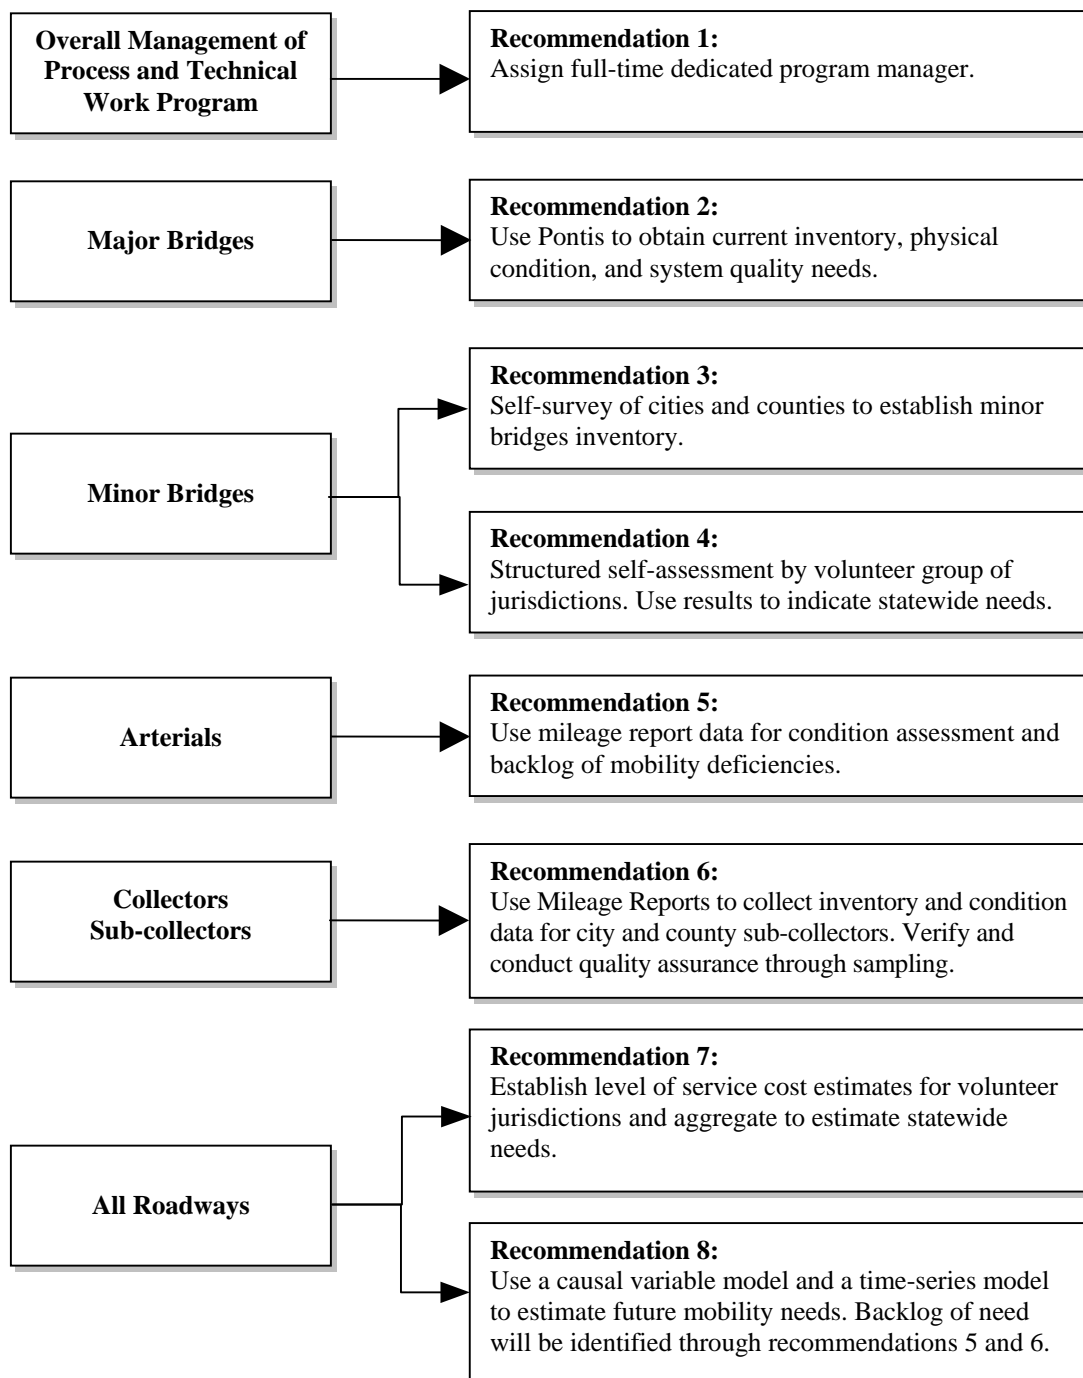 Overall Management of
Process and Technical
Work Program
Recommendation 1:
Assign full-time dedicated program manager.
Major Bridges
Recommendation 2:
Use Pontis to obtain current inventory, physical
condition, and system quality needs.
Minor Bridges
Recommendation 3:
Self-survey of cities and counties to establish minor
bridges inventory.
Recommendation 4:
Structured self-assessment by volunteer group of
jurisdictions. Use results to indicate statewide needs.
Arterials
Recommendation 5:
Use mileage report data for condition assessment and
backlog of mobility deficiencies.
Collectors
Sub-collectors
Recommendation 6:
Use Mileage Reports to collect inventory and condition
data for city and county sub-collectors. Verify and
conduct quality assurance through sampling.
All Roadways
Recommendation 7:
Establish level of service cost estimates for volunteer
jurisdictions and aggregate to estimate statewide
needs.
Recommendation 8:
Use a causal variable model and a time-series model
to estimate future mobility needs. Backlog of need
will be identified through recommendations 5 and 6.